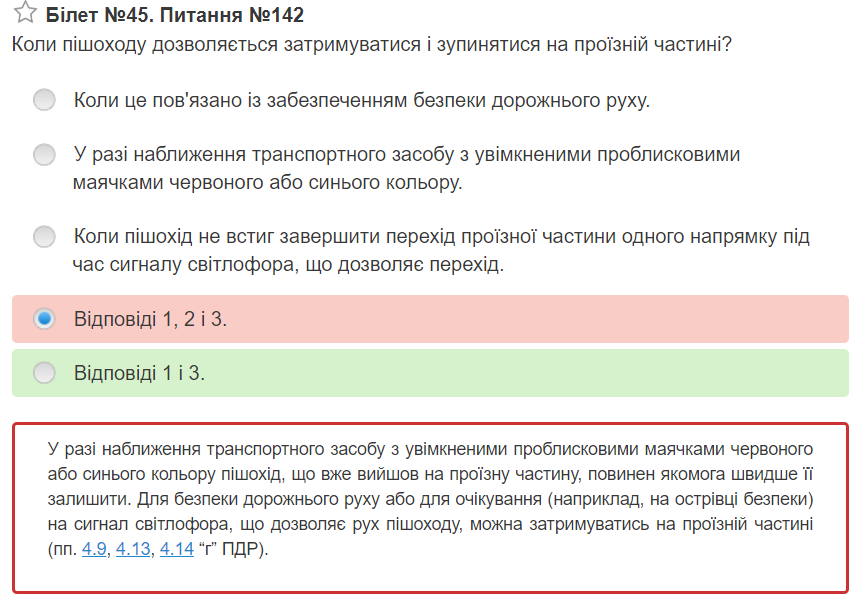 Білет №45. Питання №142
Коли пішоходу дозволяється затримуватися і зупинятися на проїзній частині?
Коли це пов'язано із забезпеченням безпеки дорожнього руху.
У разі наближення транспортного засобу з увімкненими проблисковими
маячками червоного або синього кольору.
Коли пішохід не встиг завершити перехід проїзної частини одного напрямку під
час сигналу світлофора, що дозволяє перехід.
Відповіді 1, 2 і 3.
Відповіді 1 і 3.
У разі наближення транспортного засобу з увімкненими проблисковими маячками червоного
або синього кольору пішохід, що вже вийшов на проїзну частину, повинен якомога швидше її
залишити. Для безпеки дорожнього руху або для очікування (наприклад, на острівці безпеки)
на сигнал світлофора, що дозволяє рух пішоходу, можна затримуватись на проїзній частині
(пп. 4.9, 4.13, 4.14 “г” ПДР).